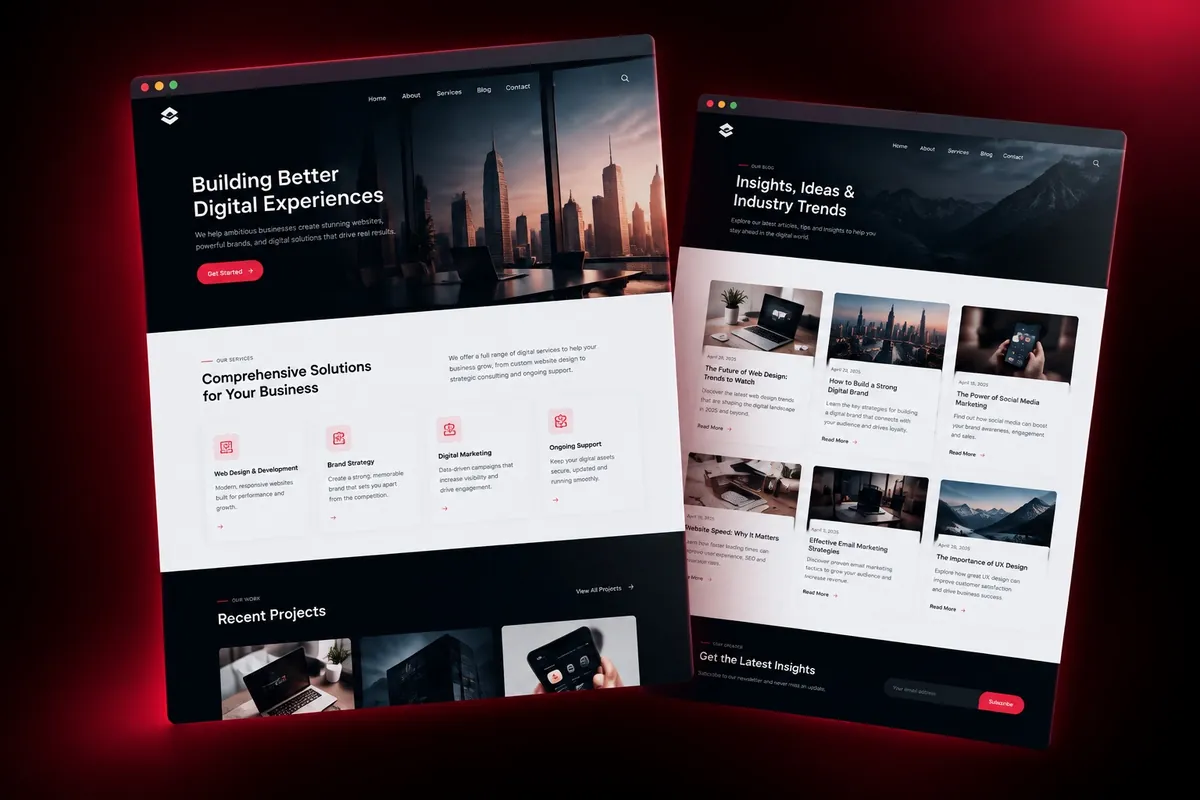 Home
About
Services
Blog
Contact
Building Better
Digital Experiences
We help ambitious businesses create stunning websites,
powerful brands, and digital solutions that drive real results.
Get Started
OUR SERVICES
Comprehensive Solutions
for Your Business
We offer a full range of digital services to help your
business grow, from custom website design to
strategic consulting and ongoing support.
Web Design & Development
Modern, responsive websites
built for performance and
growth.
Brand Strategy
Create a strong, memorable
brand that sets you apart
from the competition.
Digital Marketing
Data-driven campaigns that
increase visibility and
drive engagement.
Ongoing Support
Keep your digital assets
secure, updated and
running smoothly.
OUR WORK
Recent Projects
View All Projects
Home
About
Services
Blog
Contact
OUR BLOG
Insights, Ideas &
Industry Trends
Explore our latest articles, tips and insights to help you
stay ahead in the digital world.
April 28, 2025
The Future of Web Design:
Trends to Watch
Discover the latest web design trends
that are shaping the digital landscape
in 2025 and beyond.
Read More
April 24, 2025
How to Build a Strong
Digital Brand
Learn the key strategies for building
a digital brand that connects with
your audience and drives loyalty.
Read More
April 18, 2025
The Power of Social Media
Marketing
Find out how social media can boost
your brand awareness, engagement
and sales.
Read More
Website Speed: Why It Matters
how faster loading times can
user experience, SEO and
More
2025
Effective Email Marketing
Strategies
Discover proven email marketing
tactics to grow your audience and
increase revenue.
Read More
2025
The Importance of UX Design
Explore how great UX design can
improve customer satisfaction
and drive business success.
Read More
Get the Latest Insights
Subscribe to our newsletter and never miss an update.
Your email address
Subscribe